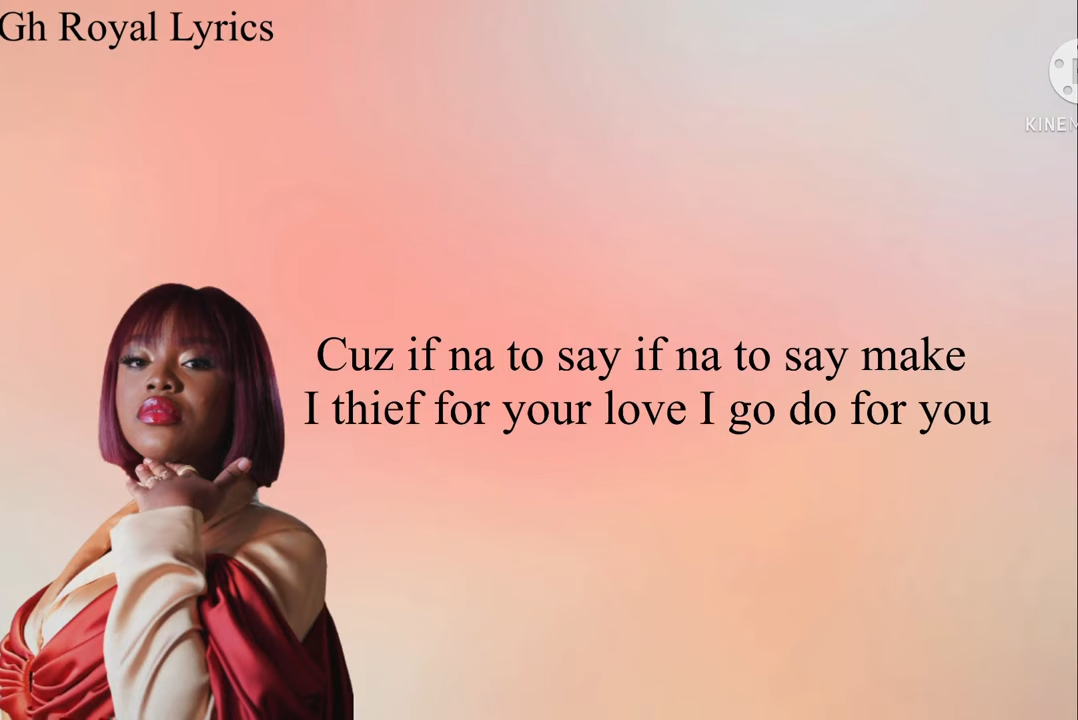 Gh Royal Lyrics
KINEM
Cuz if na to say if na to say make
I thief for your love I go do for you